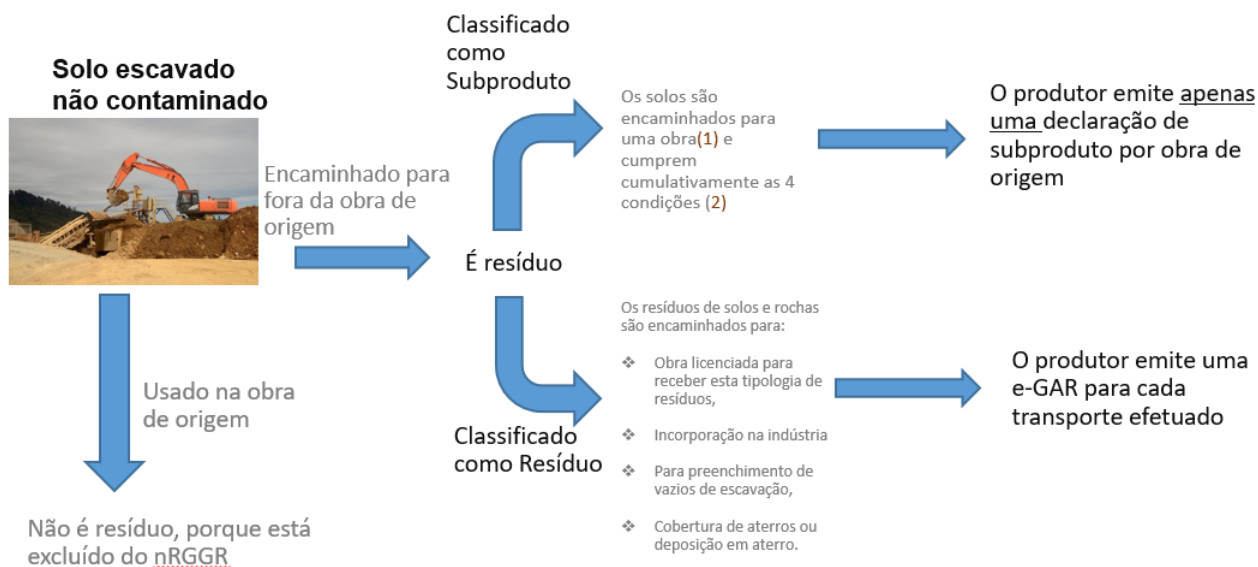 Solo escavado
não contaminado
Encaminhado para
fora da obra de
origem
Usado na obra
de origem
Não é resíduo, porque está
excluído do nRGGR
É resíduo
Classificado
como
Subproduto
Os solos são
encaminhados para
uma obra(1) e
cumprem
cumulativamente as 4
condições (2)
O produtor emite apenas
uma declaração de
subproduto por obra de
origem
Classificado
como Resíduo
Os resíduos de solos e rochas
são encaminhados para:
❖ Obra licenciada para
receber esta tipologia de
resíduos,
❖ Incorporação na indústria
❖ Para preenchimento de
vazios de escavação,
❖ Cobertura de aterros ou
deposição em aterro.
O produtor emite uma
e-GAR para cada
transporte efetuado